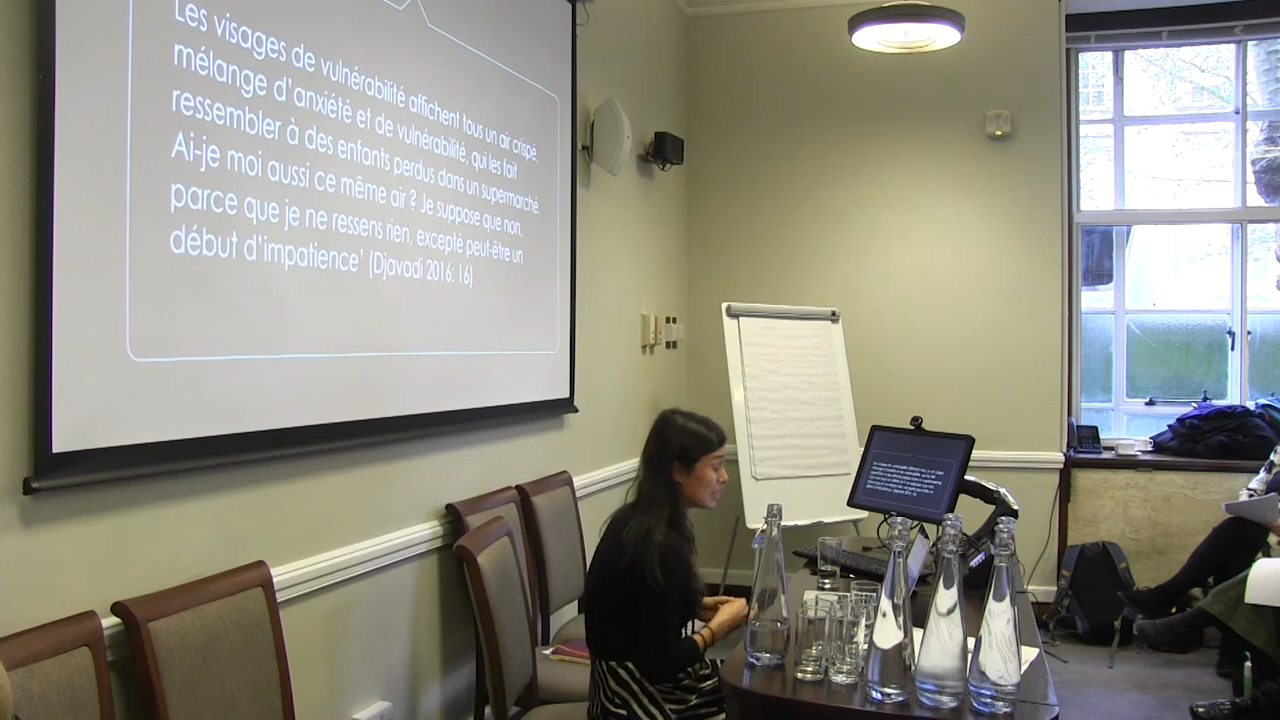 Les visages de vulnérabilité affichent tous un air crispé,
mélange d'anxiété et de vulnérabilité, qui les fait
ressembler à des enfants perdus dans un supermarché.
Ai-je moi aussi ce même air ? Je suppose que non,
parce que je ne ressens rien, excepté peut-être un
début d'impatience' (Djavadi 2016: 16)